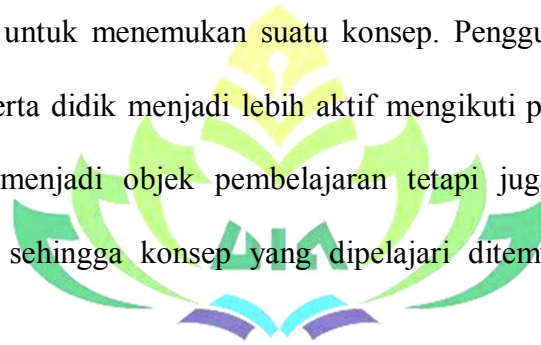 untuk menemukan suatu konsep. Penggu
erta didik menjadi lebih aktif mengikuti p
menjadi objek pembelajaran tetapi juga
sehingga konsep yang dipelajari ditem